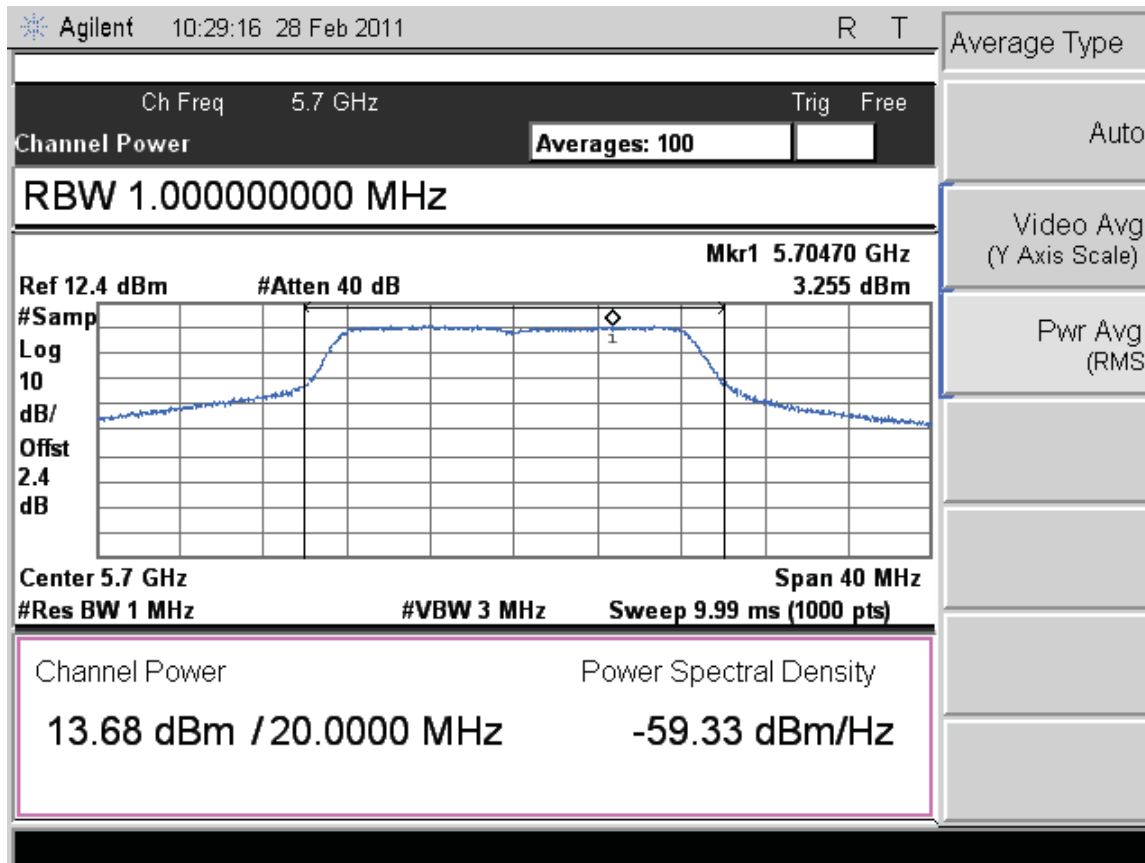 Agilent 10:29:16 28 Feb 2011 R T
Average Type
Ch Freq 5.7 GHz Trig Free
Channel Power Averages: 100
Auto
RBW 1.000000000 MHz
Video Avg
(Y Axis Scale)
Mkr1 5.70470 GHz
Ref 12.4 dBm #Atten 40 dB 3.255 dBm
#Samp
Log
10
dB/
Offst
2.4
dB
1
Pwr Avg
(RMS
Center 5.7 GHz Span 40 MHz
#Res BW 1 MHz #VBW 3 MHz Sweep 9.99 ms (1000 pts)
Channel Power Power Spectral Density
13.68 dBm / 20.0000 MHz -59.33 dBm/Hz